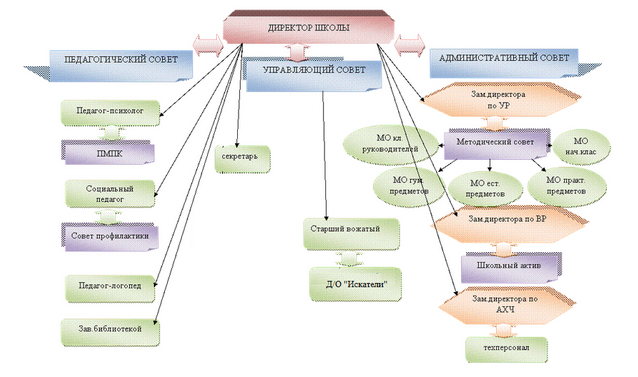 ДИРЕКТОР ШКОЛЫ
ПЕДАГОГИЧЕСКИЙ СОВЕТ
УПРАВЛЯЮЩИЙ СОВЕТ
АДМИНИСТРАТИВНЫЙ СОВЕТ
Педагог-психолог
ПМПК
Социальный
педагог
Совет профилактики
Педагог-логопед
Зав.библиотекой
секретарь
Старший вожатый
Д/О "Искатели"
Зам.директора
по УР
МО кл.
руководителей
Методический совет
МО
нач.клас
МО гум.
предметов
МО ест.
предметов
МО практ.
предметов
Зам.директора по ВР
Школьный актив
Зам.директора по
АХЧ
техперсонал